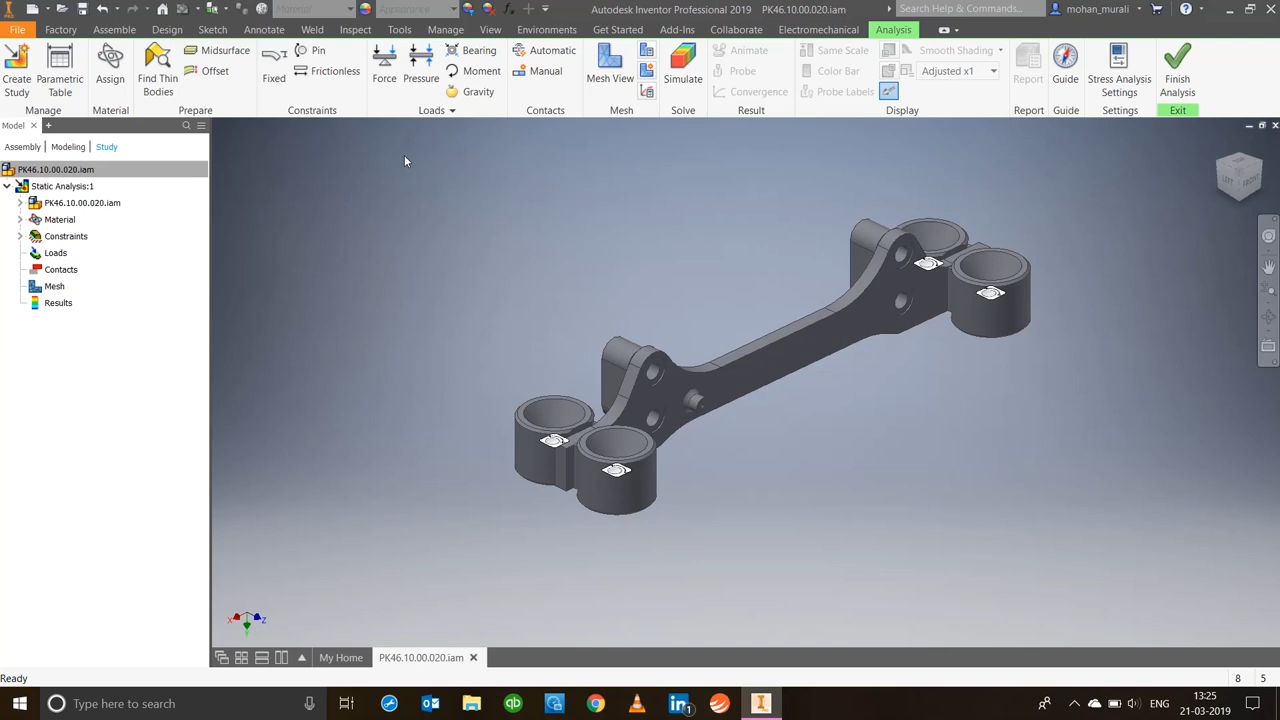 Material
Appearance
Autodesk Inventor Professional 2019 PK46.10.00.020.iam
Search Help & Commands...
mohan_murali
File Factory Assemble Design Sketch Annotate Weld Inspect Tools Manage View Environments Get Started Add-Ins Collaborate Electromechanical Analysis
Create Study
Parametric Table
Assign
Find Thin Bodies
Midsurface
Offset
Fixed
Pin
Frictionless
Force
Pressure
Bearing
Moment
Gravity
Automatic
Manual
Mesh View
Simulate
Animate
Probe
Convergence
Same Scale
Color Bar
Probe Labels
Smooth Shading
Adjusted x1
Report
Guide
Stress Analysis Settings
Finish Analysis
Manage Material Prepare Constraints Loads Contacts Mesh Solve Result Display Report Guide Settings Exit
Model
Assembly Modeling Study
PK46.10.00.020.iam
Static Analysis:1
PK46.10.00.020.iam
Material
Constraints
Loads
Contacts
Mesh
Results
TOP
LEFT
FRONT
X
Z
Y
My Home
PK46.10.00.020.iam
Ready
8 5
Type here to search
1
ENG
13:25
21-03-2019